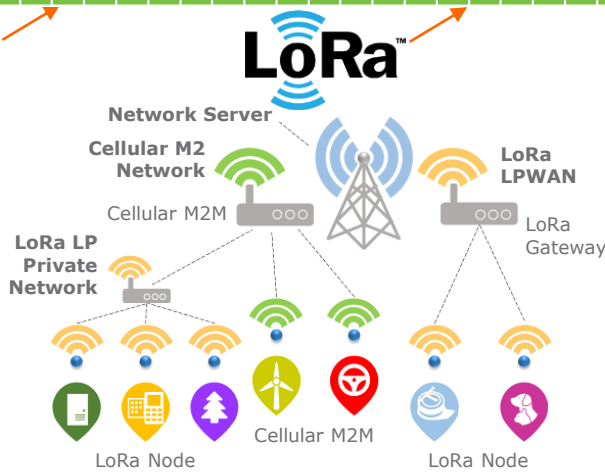 LoRa™
Network Server
Cellular M2
Network
LoRa
LPWAN
Cellular M2M
LoRa
Gateway
LoRa LP
Private
Network
Cellular M2M
LoRa Node
LoRa Node